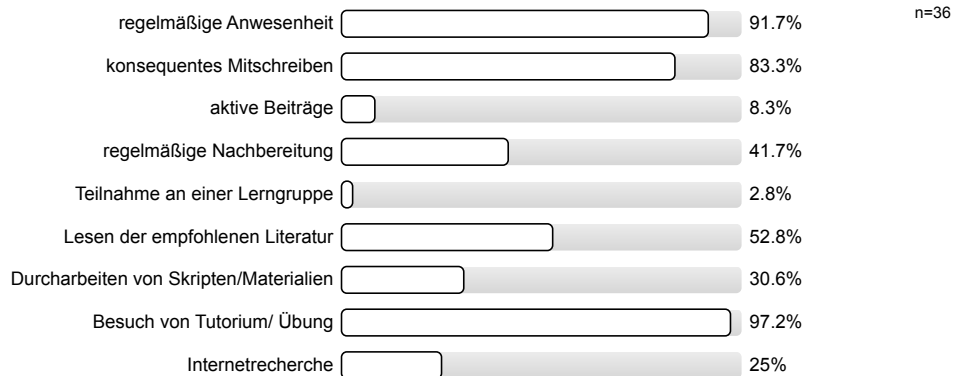 n=36
regelmäßige Anwesenheit 91.7%
konsequentes Mitschreiben 83.3%
aktive Beiträge 8.3%
regelmäßige Nachbereitung 41.7%
Teilnahme an einer Lerngruppe 2.8%
Lesen der empfohlenen Literatur 52.8%
Durcharbeiten von Skripten/Materialien 30.6%
Besuch von Tutorium/ Übung 97.2%
Internetrecherche 25%